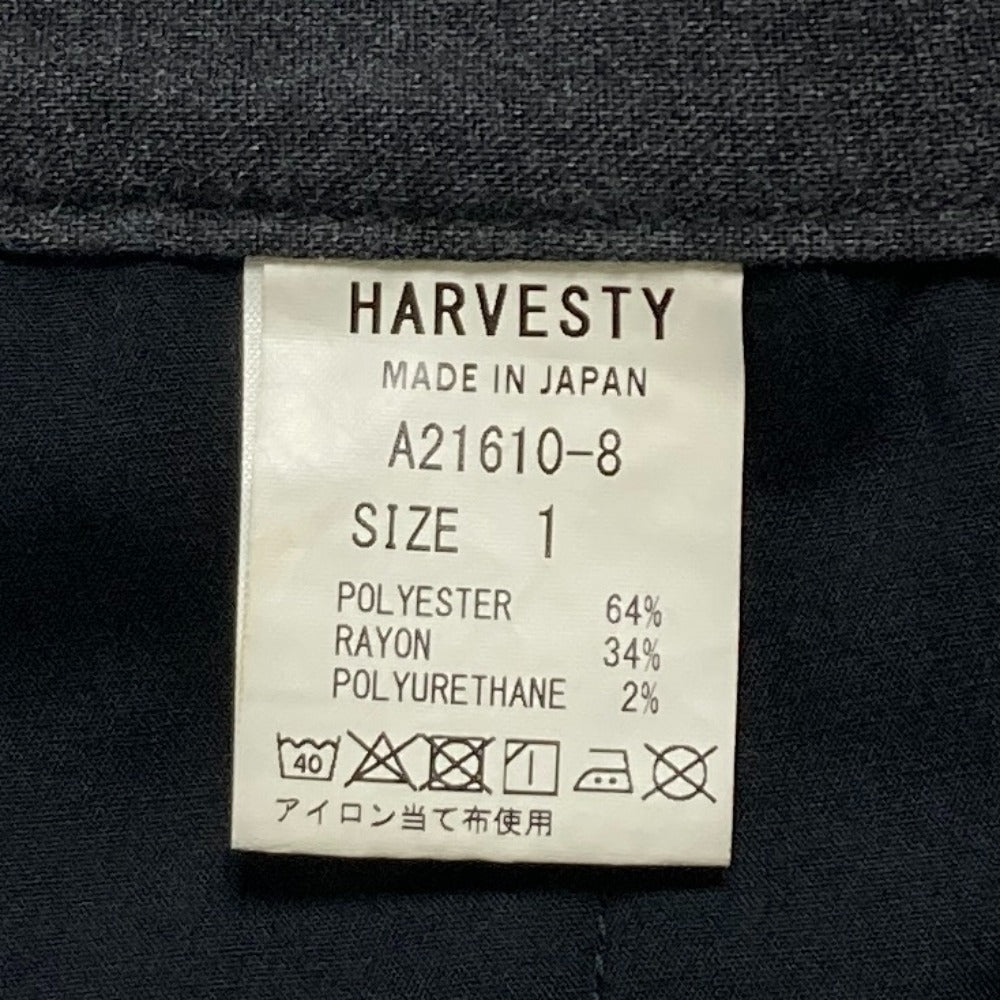 HARVESTY
MADE IN JAPAN
A21610-8
SIZE 1
POLYESTER 64%
RAYON 34%
POLYURETHANE 2%
40
アイロン当て布使用